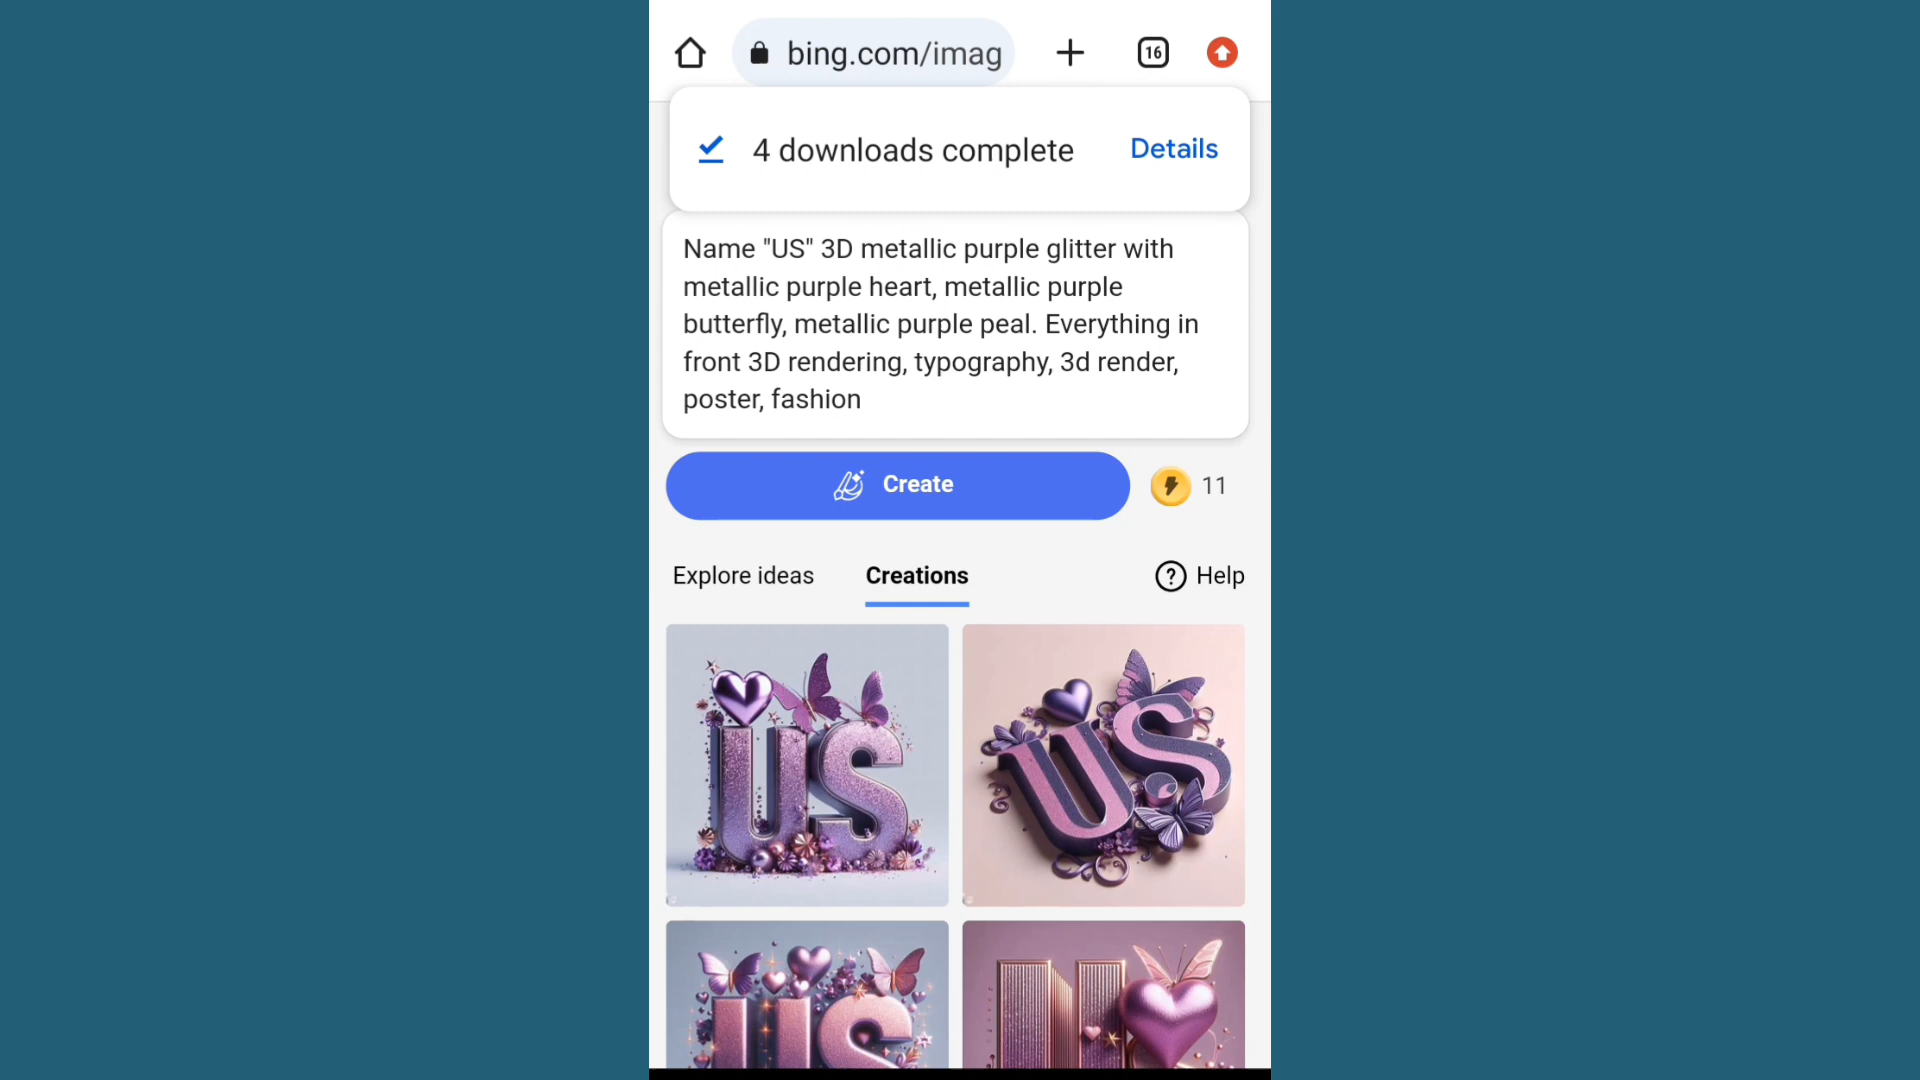 bing.com/imag
16
4 downloads complete
Details
Name "US" 3D metallic purple glitter with
metallic purple heart, metallic purple
butterfly, metallic purple peal. Everything in
front 3D rendering, typography, 3d render,
poster, fashion
Create
11
Explore ideas
Creations
Help
US
US
US